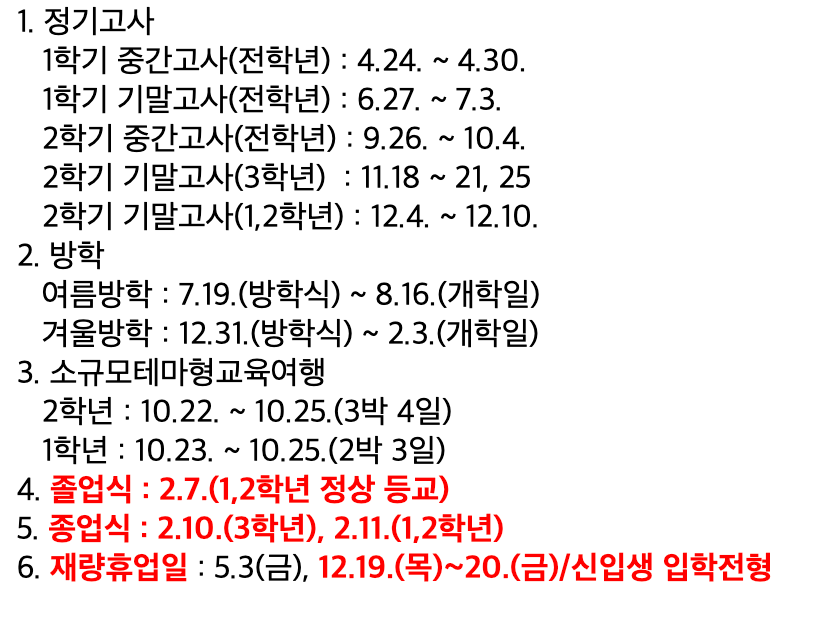 1. 정기고사
1학기 중간고사(전학년) : 4.24. ~ 4.30.
1학기 기말고사(전학년) : 6.27. ~ 7.3.
2학기 중간고사(전학년) : 9.26. ~ 10.4.
2학기 기말고사(3학년) : 11.18 ~ 21, 25
2학기 기말고사(1,2학년) : 12.4. ~ 12.10.
2. 방학
여름방학 : 7.19.(방학식) ~ 8.16.(개학일)
겨울방학 : 12.31.(방학식) ~ 2.3.(개학일)
3. 소규모테마형교육여행
2학년 : 10.22. ~ 10.25.(3박 4일)
1학년 : 10.23. ~ 10.25.(2박 3일)
4. 졸업식 : 2.7.(1,2학년 정상 등교)
5. 종업식 : 2.10.(3학년), 2.11.(1,2학년)
6. 재량휴업일 : 5.3(금), 12.19.(목)~20.(금)/신입생 입학전형